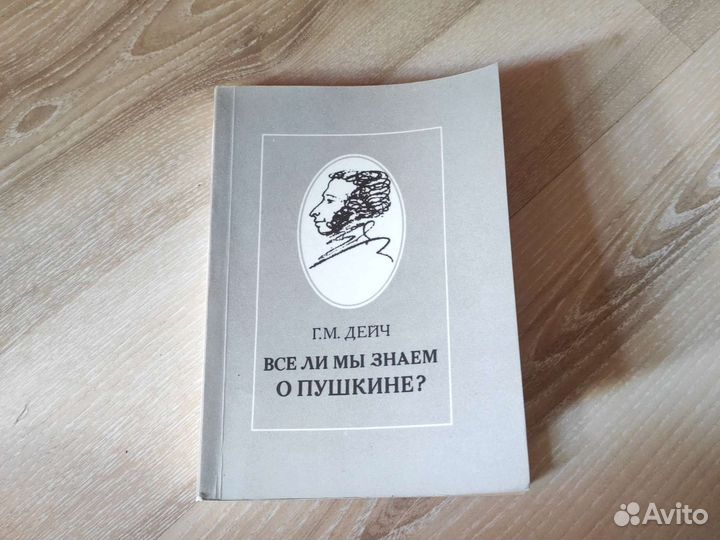 Г.М. ДЕЙЧ
ВСЕ ЛИ МЫ ЗНАЕМ
О ПУШКИНЕ?
Avito